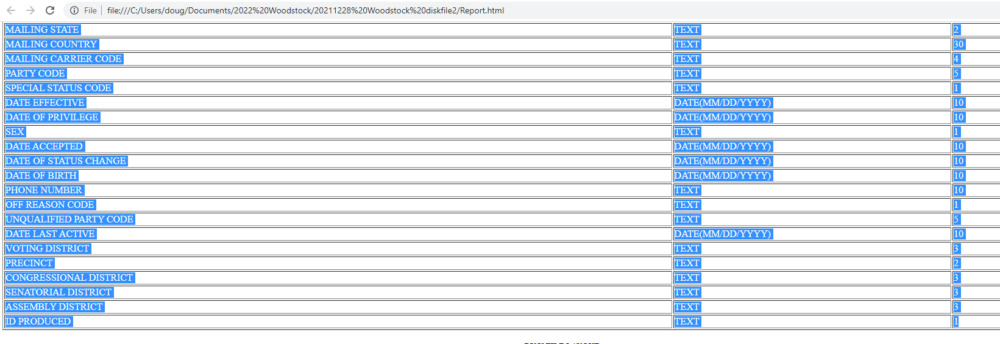 File file:///C:/Users/doug/Documents/2022%20Woodstock/20211228%20Woodstock%20diskfile2/Report.html
MAILING STATE TEXT 2
MAILING COUNTRY TEXT 30
MAILING CARRIER CODE TEXT 4
PARTY CODE TEXT 5
SPECIAL STATUS CODE TEXT 1
DATE EFFECTIVE DATE(MM/DD/YYYY) 10
DATE OF PRIVILEGE DATE(MM/DD/YYYY) 10
SEX TEXT 1
DATE ACCEPTED DATE(MM/DD/YYYY) 10
DATE OF STATUS CHANGE DATE(MM/DD/YYYY) 10
DATE OF BIRTH DATE(MM/DD/YYYY) 10
PHONE NUMBER TEXT 10
OFF REASON CODE TEXT 1
UNQUALIFIED PARTY CODE TEXT 5
DATE LAST ACTIVE DATE(MM/DD/YYYY) 10
VOTING DISTRICT TEXT 3
PRECINCT TEXT 2
CONGRESSIONAL DISTRICT TEXT 3
SENATORIAL DISTRICT TEXT 3
ASSEMBLY DISTRICT TEXT 3
ID PRODUCED TEXT 1